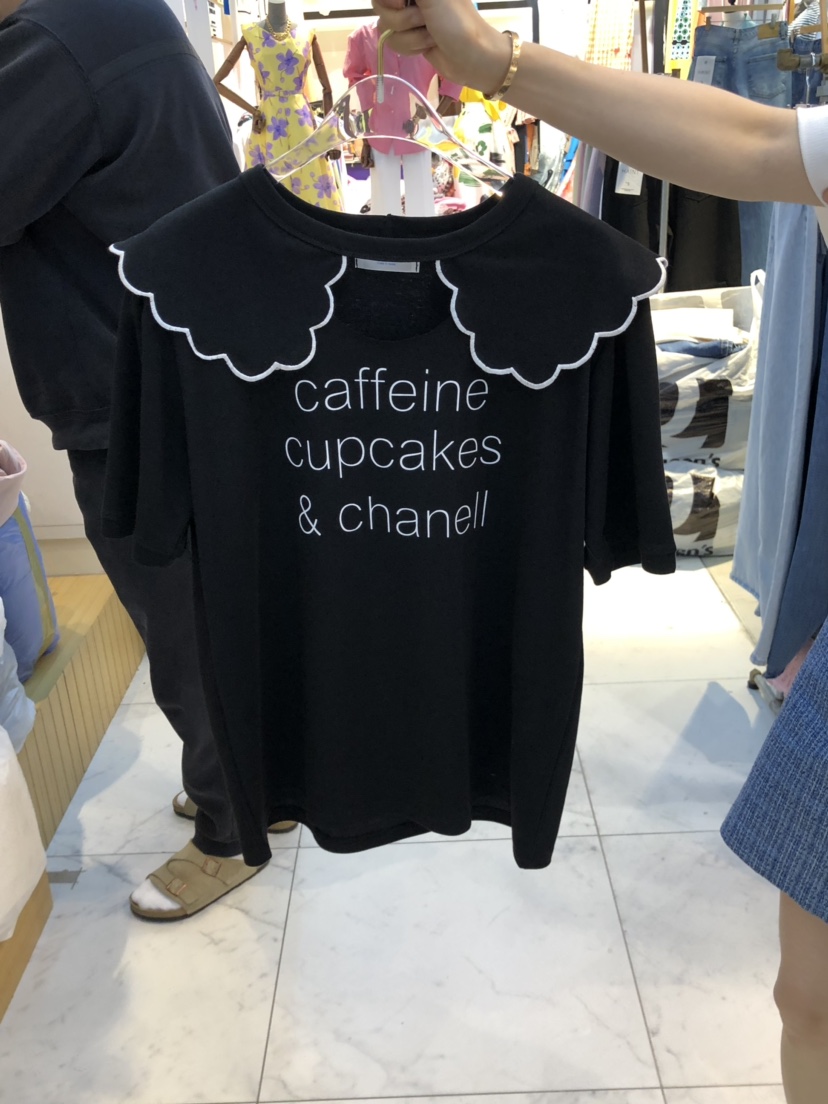 caffeine
cupcakes
& chanell